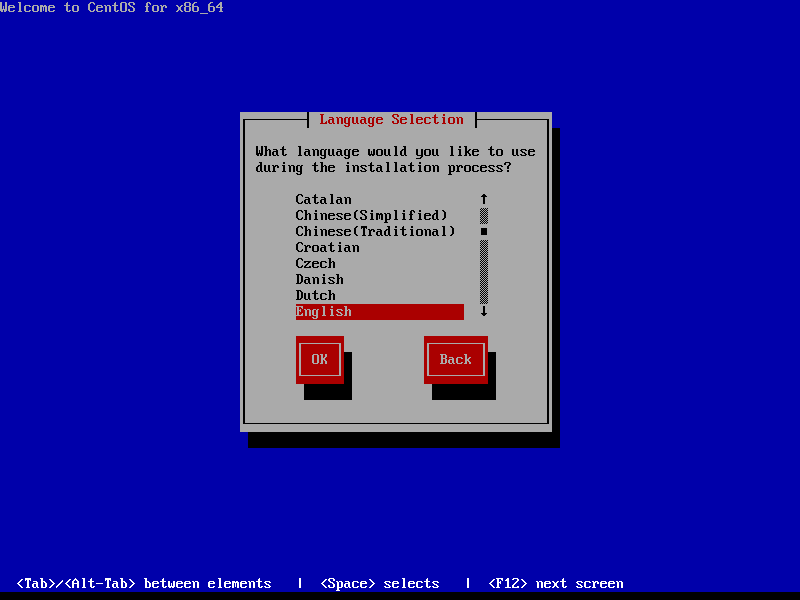 Welcome to CentOS for x86_64
Language Selection
What language would you like to use
during the installation process?
Catalan
Chinese(Simplified)
Chinese(Traditional)
Croatian
Czech
Danish
Dutch
English
OK Back
<Tab>/<Alt-Tab> between elements | <Space> selects | <F12> next screen